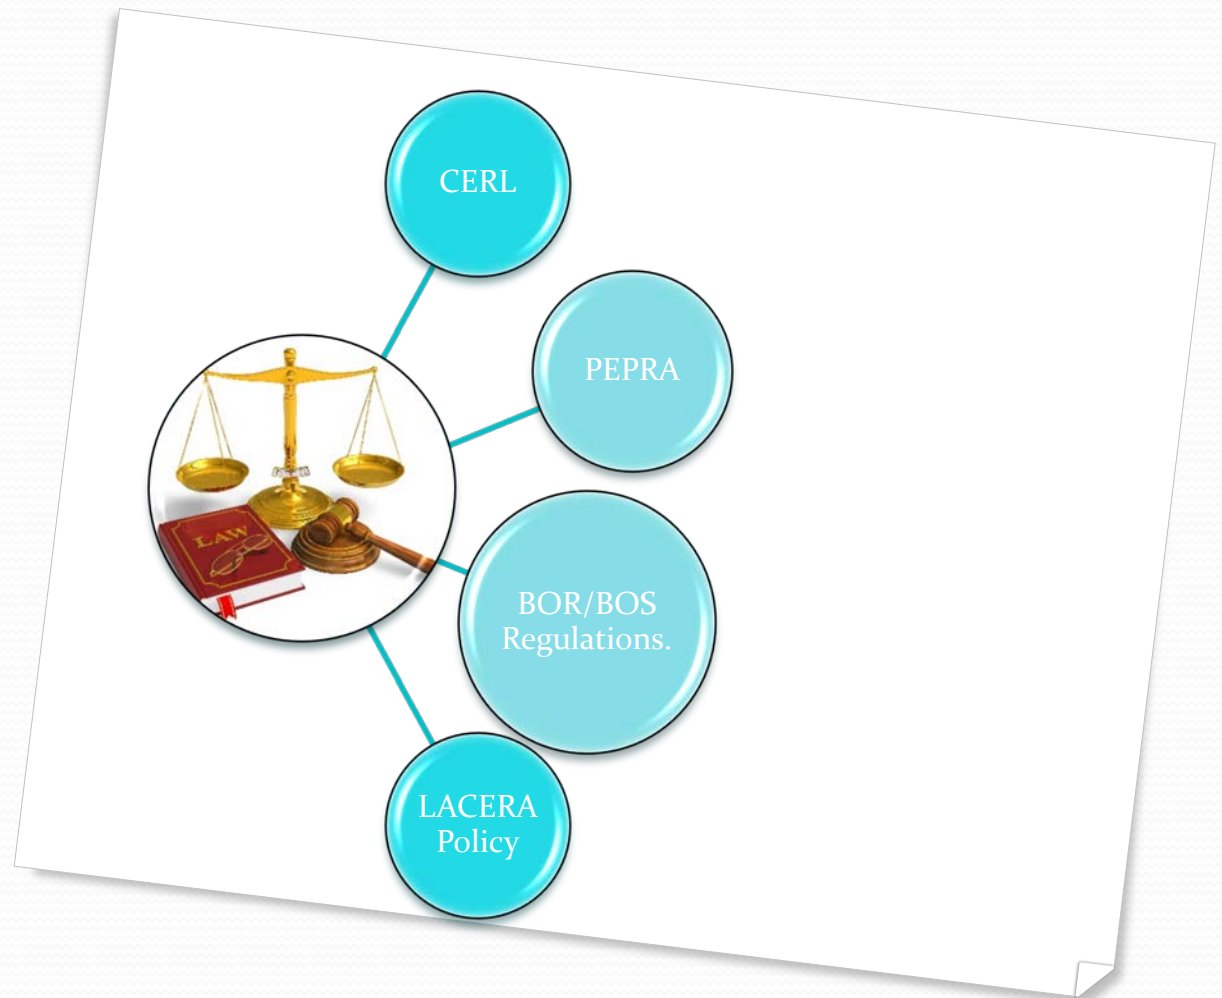 CERL
PEPRA
LAW
BOR/BOS
Regulations.
LACERA
Policy